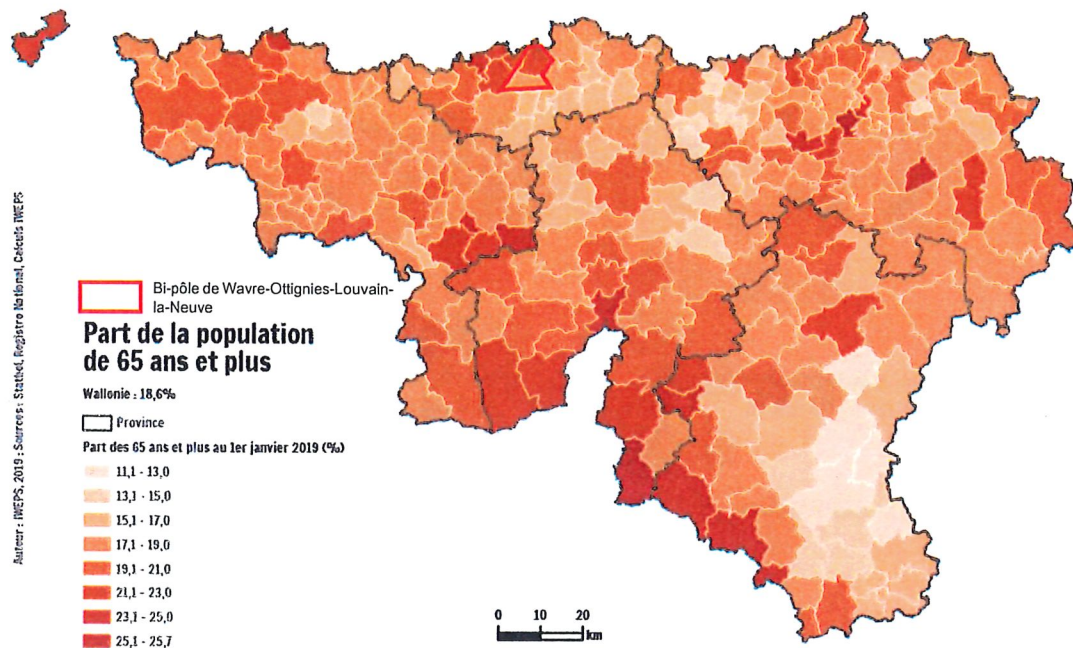 Auteur : IWEPS, 2019 ; Sources : Statbel, Registre National, Calculs IWEPS
Bi-pôle de Wavre-Ottignies-Louvain-
la-Neuve
Part de la population
de 65 ans et plus
Wallonie : 18,6%
Province
Part des 65 ans et plus au 1er janvier 2019 (%)
11,1 - 13,0
13,1 - 15,0
15,1 - 17,0
17,1 - 19,0
19,1 - 21,0
21,1 - 23,0
23,1 - 25,0
25,1 - 25,7
0 10 20
km